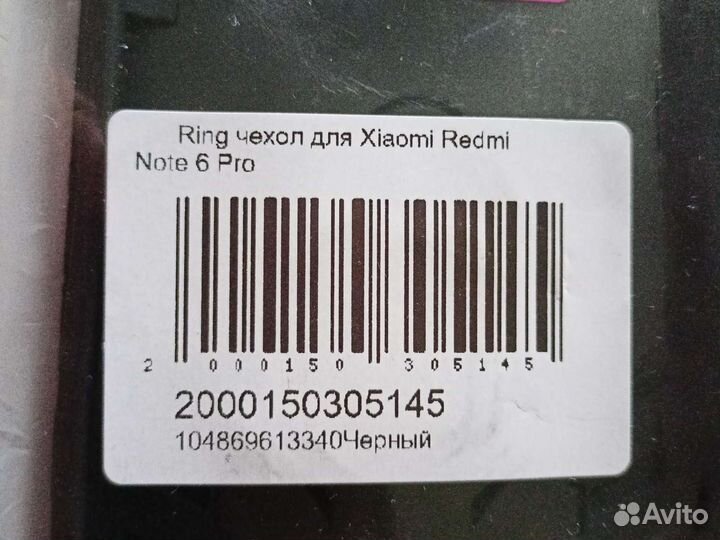 Ring чехол для Xiaomi Redmi
Note 6 Pro
2 000150 305145
2000150305145
104869613340Черный
Avito